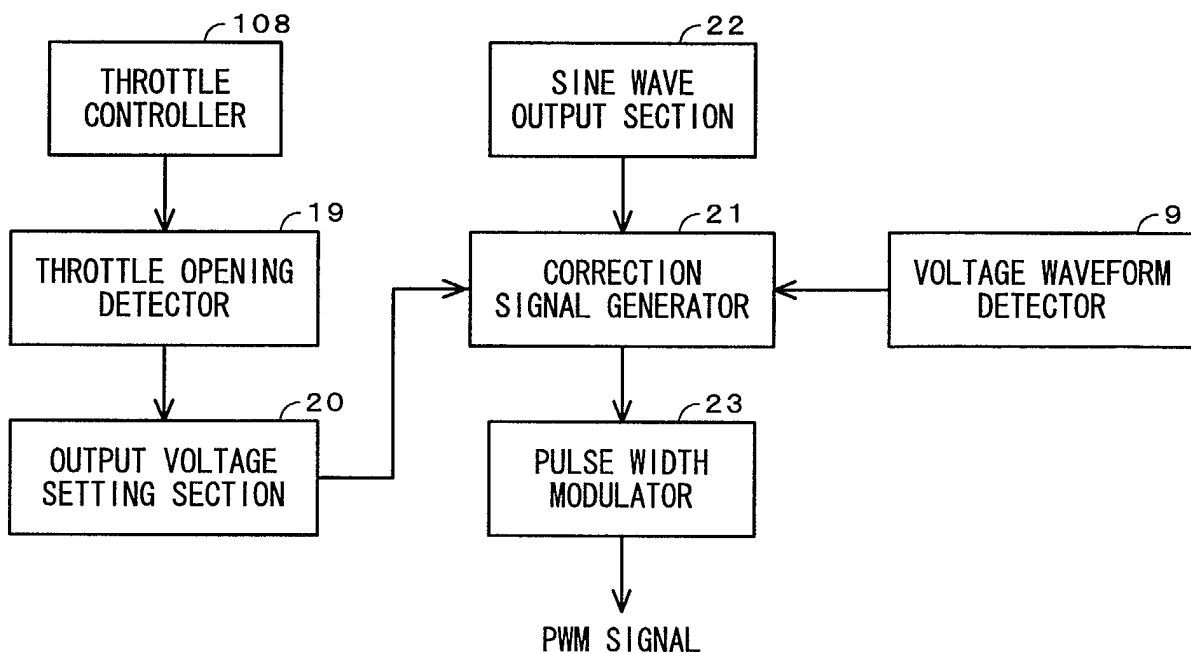 108
THROTTLE
CONTROLLER
22
SINE WAVE
OUTPUT SECTION
19
THROTTLE OPENING
DETECTOR
21
CORRECTION
SIGNAL GENERATOR
9
VOLTAGE WAVEFORM
DETECTOR
20
OUTPUT VOLTAGE
SETTING SECTION
23
PULSE WIDTH
MODULATOR
PWM SIGNAL